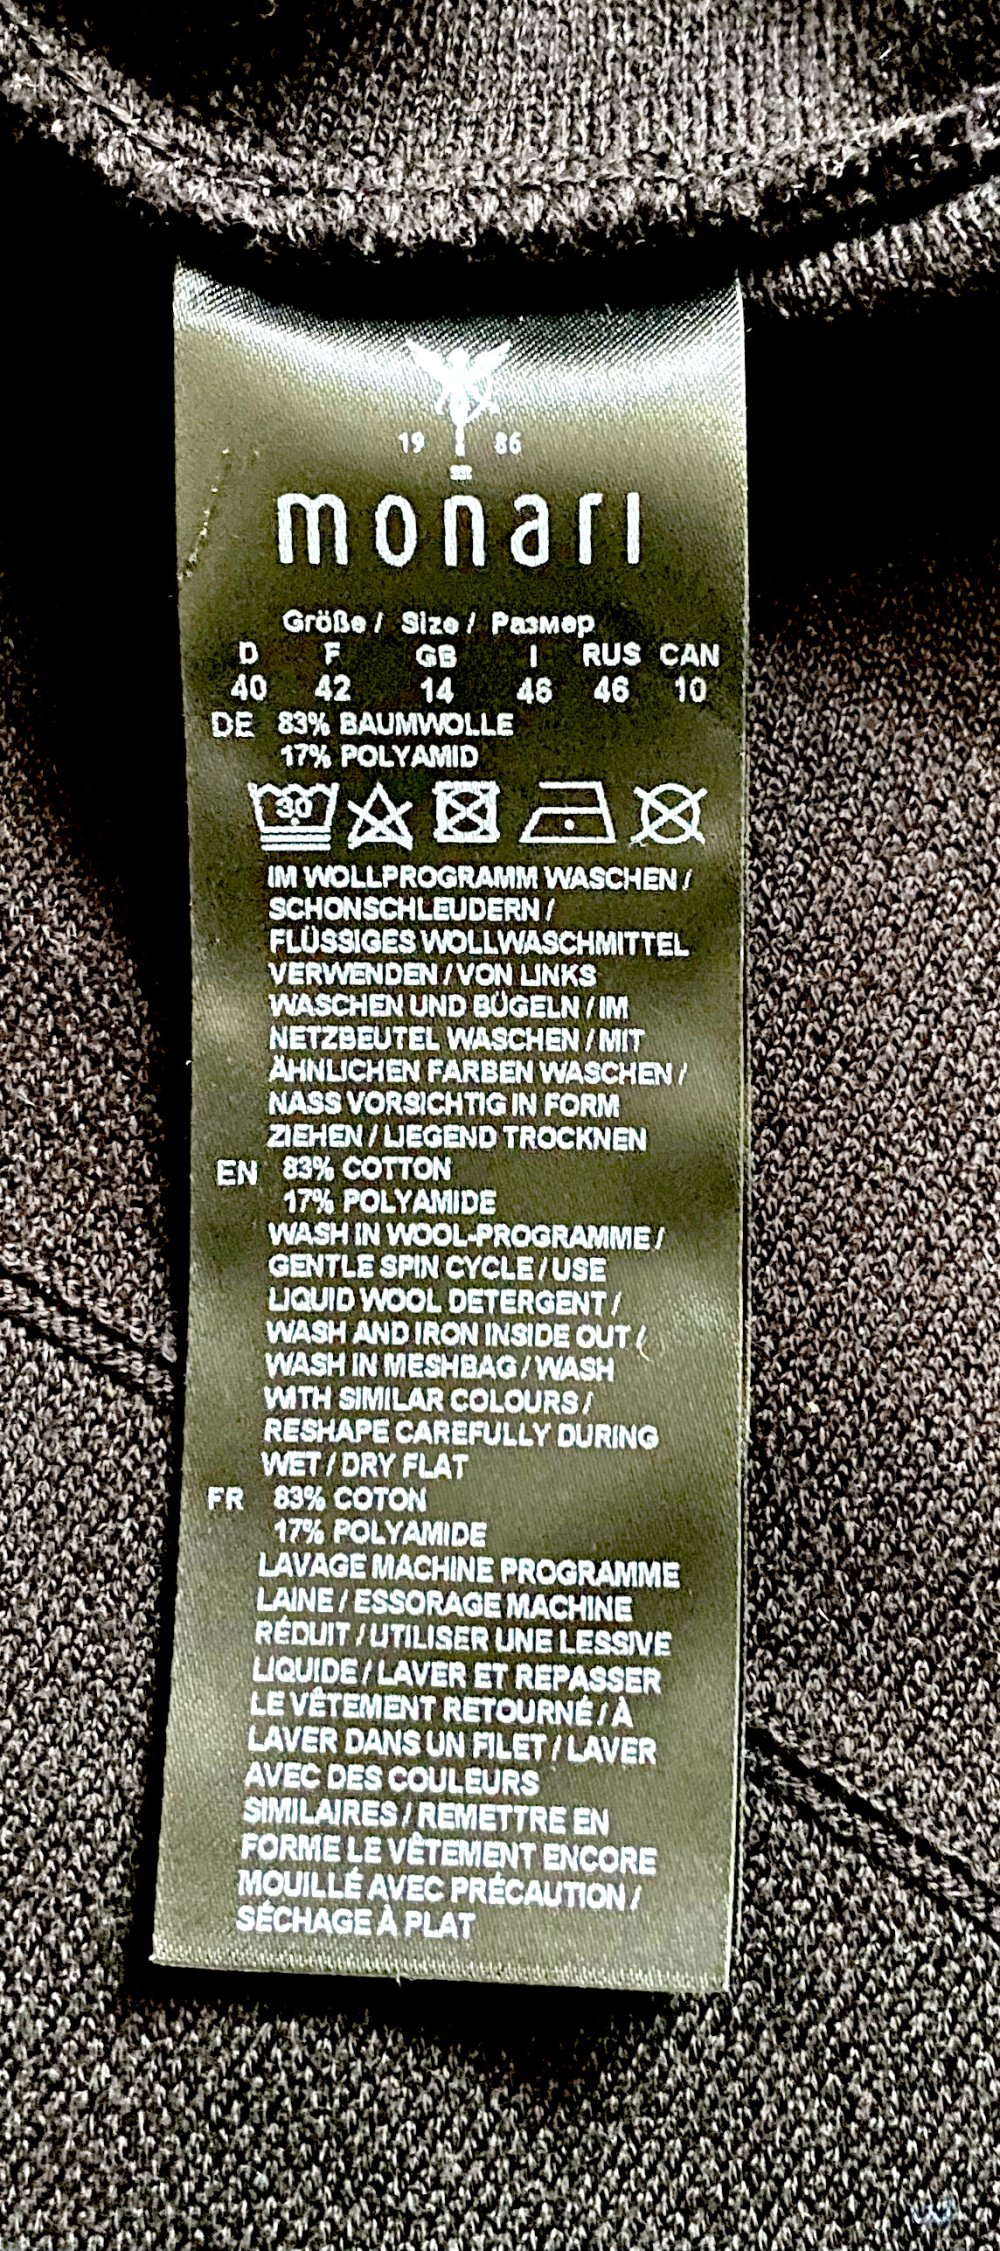 19 86
monari
Größe / Size / Размер
D F GB I RUS CAN
40 42 14 46 46 10
DE 83% BAUMWOLLE
17% POLYAMID
30
IM WOLLPROGRAMM WASCHEN /
SCHONSCHLEUDERN /
FLÜSSIGES WOLLWASCHMITTEL
VERWENDEN / VON LINKS
WASCHEN UND BÜGELN / IM
NETZBEUTEL WASCHEN / MIT
ÄHNLICHEN FARBEN WASCHEN /
NASS VORSICHTIG IN FORM
ZIEHEN / LIEGEND TROCKNEN
EN 83% COTTON
17% POLYAMIDE
WASH IN WOOL-PROGRAMME /
GENTLE SPIN CYCLE / USE
LIQUID WOOL DETERGENT /
WASH AND IRON INSIDE OUT /
WASH IN MESHBAG / WASH
WITH SIMILAR COLOURS /
RESHAPE CAREFULLY DURING
WET / DRY FLAT
FR 83% COTON
17% POLYAMIDE
LAVAGE MACHINE PROGRAMME
LAINE / ESSORAGE MACHINE
RÉDUIT / UTILISER UNE LESSIVE
LIQUIDE / LAVER ET REPASSER
LE VÊTEMENT RETOURNÉ / À
LAVER DANS UN FILET / LAVER
AVEC DES COULEURS
SIMILAIRES / REMETTRE EN
FORME LE VÊTEMENT ENCORE
MOUILLÉ AVEC PRÉCAUTION /
SÉCHAGE À PLAT